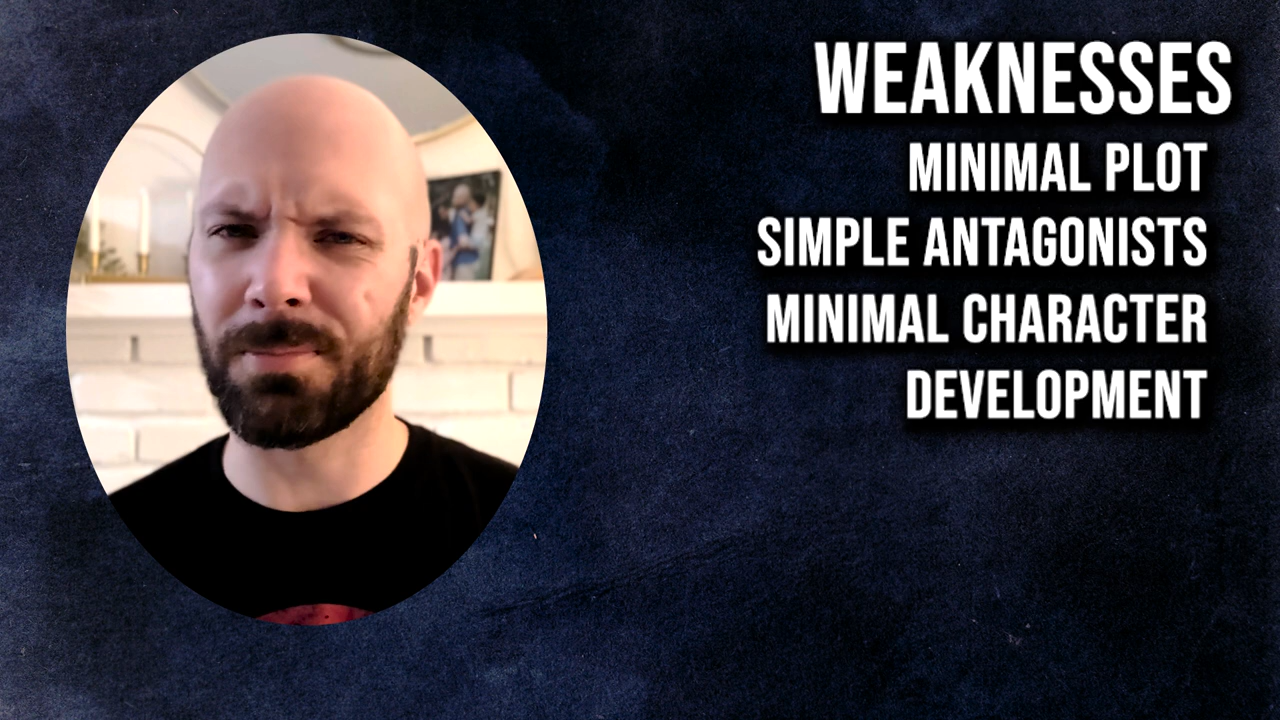 WEAKNESSES
MINIMAL PLOT
SIMPLE ANTAGONISTS
MINIMAL CHARACTER
DEVELOPMENT